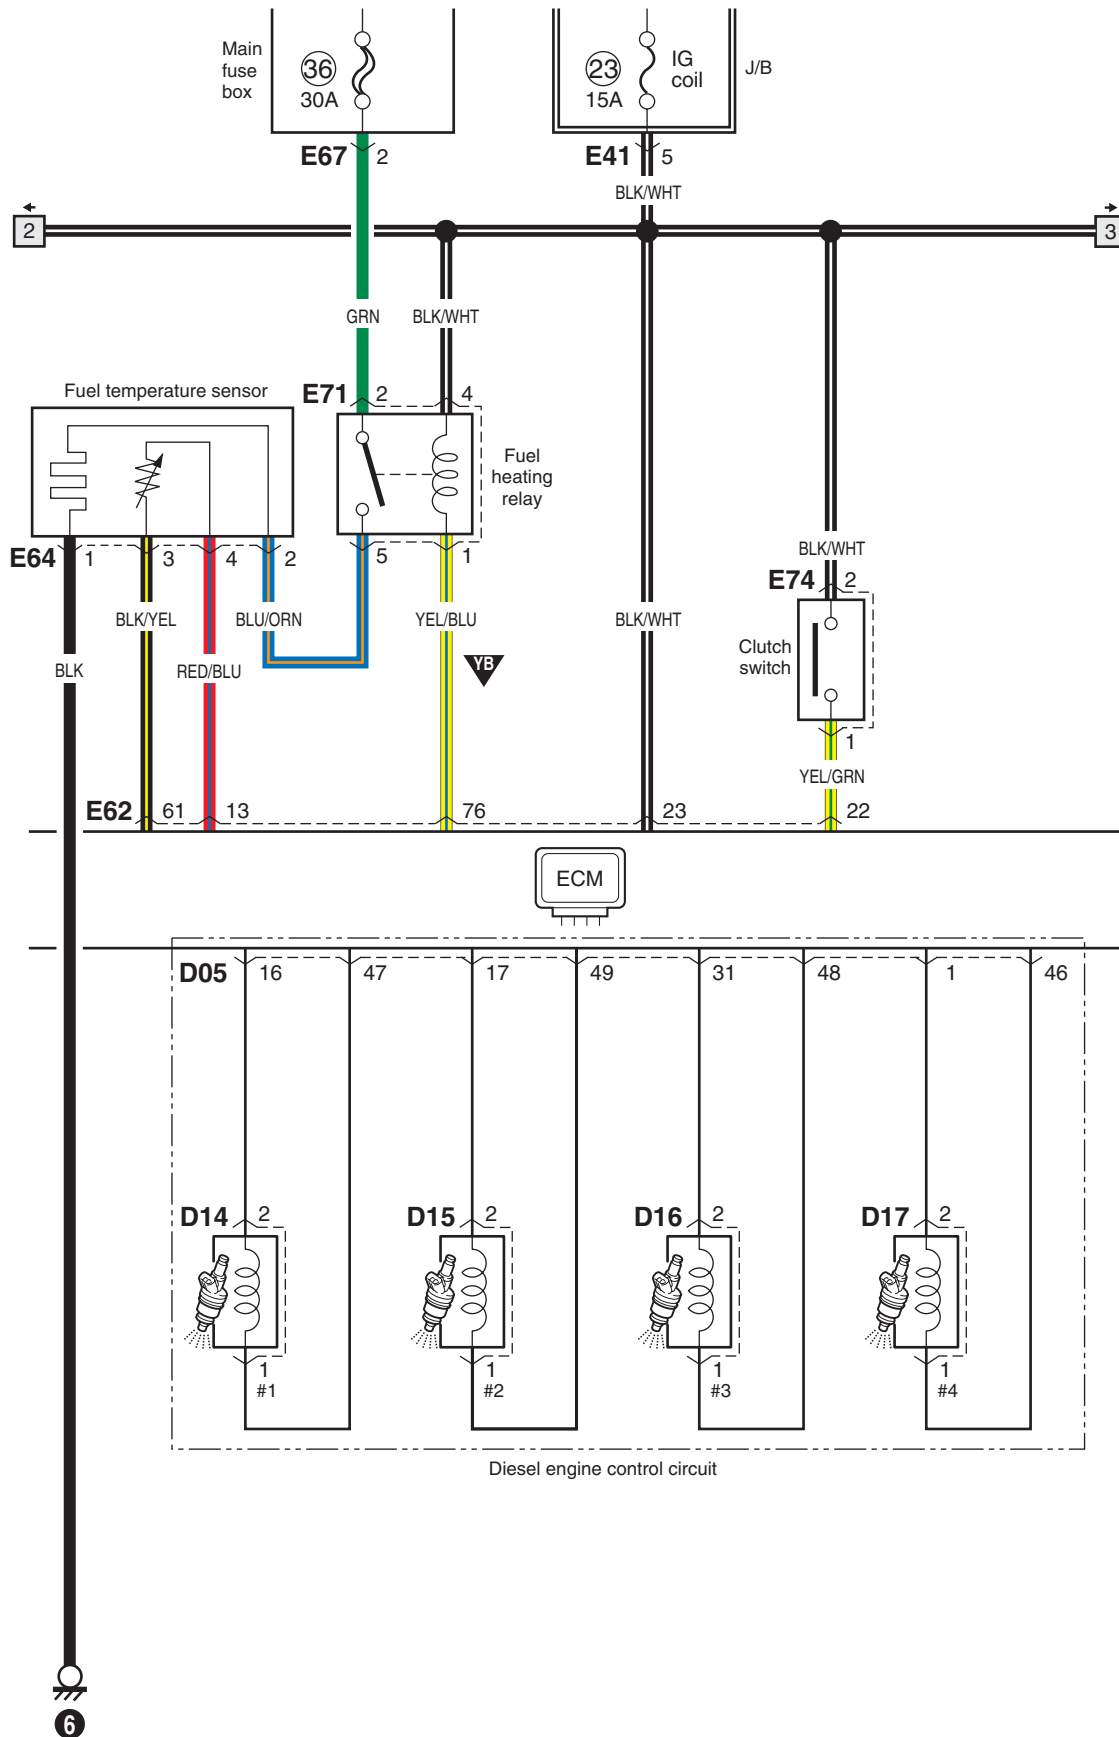 Main
fuse
box
36
30A
23
15A
IG
coil
J/B
E67 2
E41 5
BLK/WHT
2
3
GRN
BLK/WHT
Fuel temperature sensor
E71 2 4
Fuel
heating
relay
BLK/WHT
E64 1 3 4 2 5 1
E74 2
BLK/YEL
BLU/ORN
YEL/BLU
BLK/WHT
Clutch
switch
BLK
RED/BLU
YB
1
YEL/GRN
E62 61 13 76 23 22
ECM
D05 16 47 17 49 31 48 1 46
D14 2
D15 2
D16 2
D17 2
1
#1
1
#2
1
#3
1
#4
Diesel engine control circuit
6